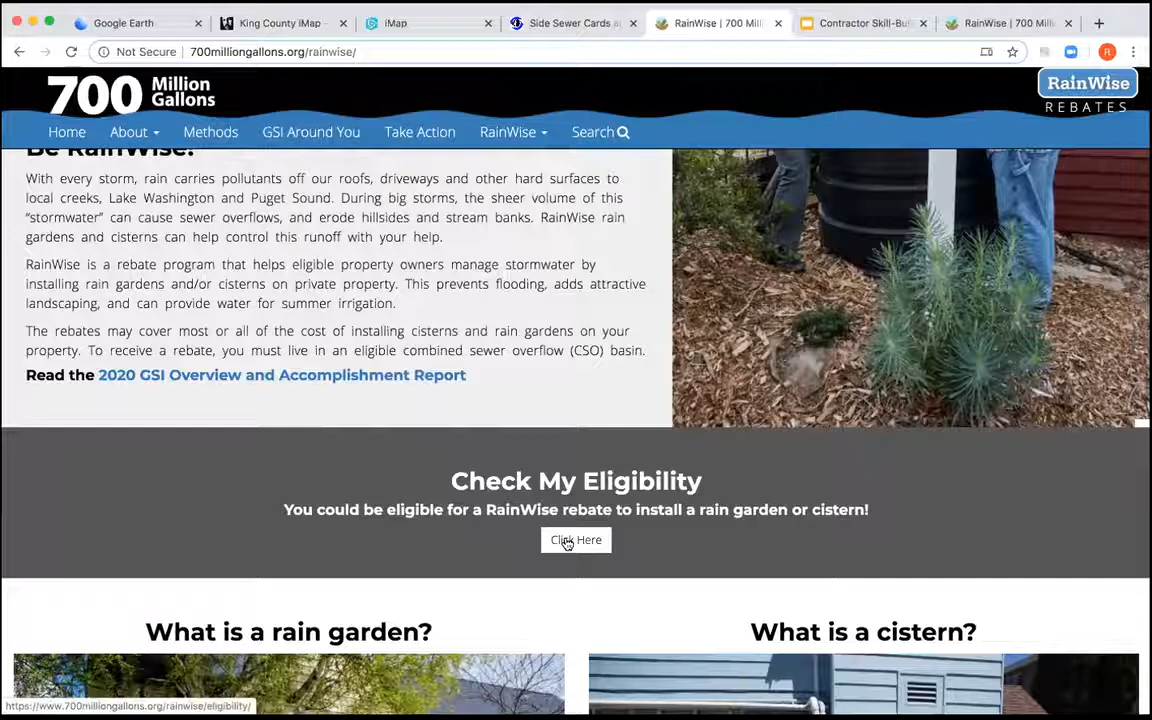 Google Earth
King County iMap
iMap
Side Sewer Cards
RainWise | 700 Mill
Contractor Skill-Bui
RainWise | 700 Mill
Not Secure
700milliongallons.org/rainwise/
R
700 Million Gallons
RainWise
REBATES
Home
About
Methods
GSI Around You
Take Action
RainWise
Search
Be RainWise!
With every storm, rain carries pollutants off our roofs, driveways and other hard surfaces to
local creeks, Lake Washington and Puget Sound. During big storms, the sheer volume of this
“stormwater” can cause sewer overflows, and erode hillsides and stream banks. RainWise rain
gardens and cisterns can help control this runoff with your help.
RainWise is a rebate program that helps eligible property owners manage stormwater by
installing rain gardens and/or cisterns on private property. This prevents flooding, adds attractive
landscaping, and can provide water for summer irrigation.
The rebates may cover most or all of the cost of installing cisterns and rain gardens on your
property. To receive a rebate, you must live in an eligible combined sewer overflow (CSO) basin.
Read the 2020 GSI Overview and Accomplishment Report
Check My Eligibility
You could be eligible for a RainWise rebate to install a rain garden or cistern!
Click Here
What is a rain garden?
What is a cistern?
https://www.700milliongallons.org/rainwise/eligibility/